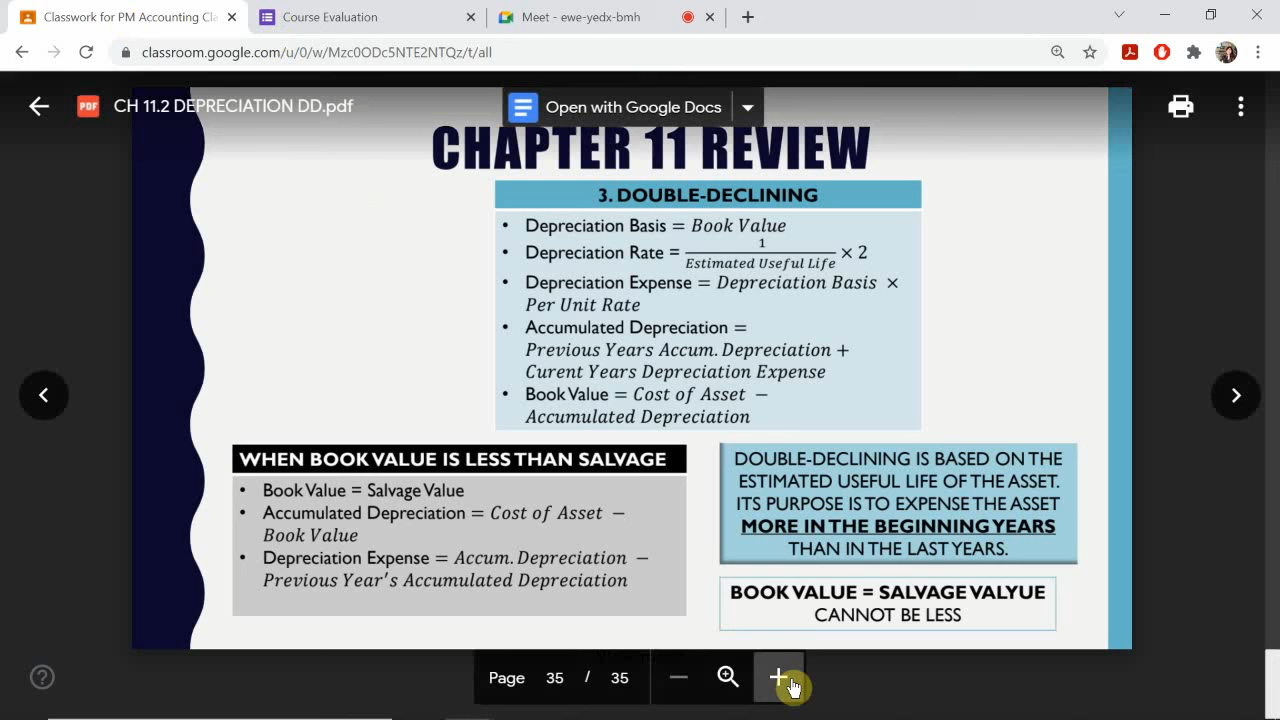 Classwork for PM Accounting Cla
Course Evaluation
Meet - ewe-yedx-bmh
classroom.google.com/u/0/w/Mzc0ODc5NTE2NTQz/t/all
PDF
CH 11.2 DEPRECIATION DD.pdf
Open with Google Docs
CHAPTER 11 REVIEW
3. DOUBLE-DECLINING
• Depreciation Basis = Book Value
• Depreciation Rate = 1 / Estimated Useful Life × 2
• Depreciation Expense = Depreciation Basis ×
Per Unit Rate
• Accumulated Depreciation =
Previous Years Accum. Depreciation +
Curent Years Depreciation Expense
• Book Value = Cost of Asset −
Accumulated Depreciation
WHEN BOOK VALUE IS LESS THAN SALVAGE
• Book Value = Salvage Value
• Accumulated Depreciation = Cost of Asset −
Book Value
• Depreciation Expense = Accum. Depreciation −
Previous Year's Accumulated Depreciation
DOUBLE-DECLINING IS BASED ON THE
ESTIMATED USEFUL LIFE OF THE ASSET.
ITS PURPOSE IS TO EXPENSE THE ASSET
MORE IN THE BEGINNING YEARS
THAN IN THE LAST YEARS.
BOOK VALUE = SALVAGE VALYUE
CANNOT BE LESS
Page 35 / 35